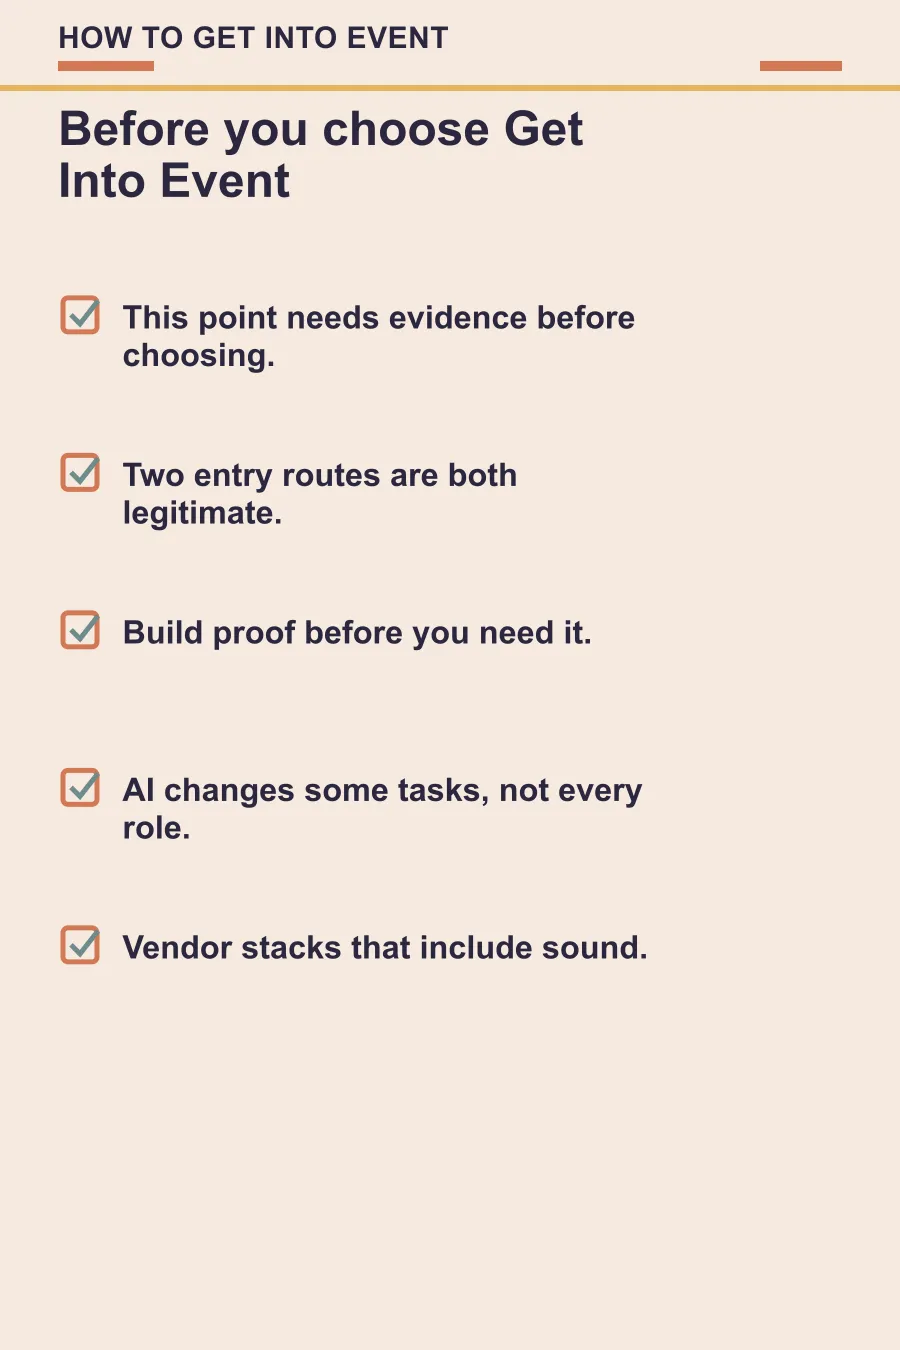 HOW TO GET INTO EVENT
Before you choose Get
Into Event
This point needs evidence before
choosing.
Two entry routes are both
legitimate.
Build proof before you need it.
AI changes some tasks, not every
role.
Vendor stacks that include sound.